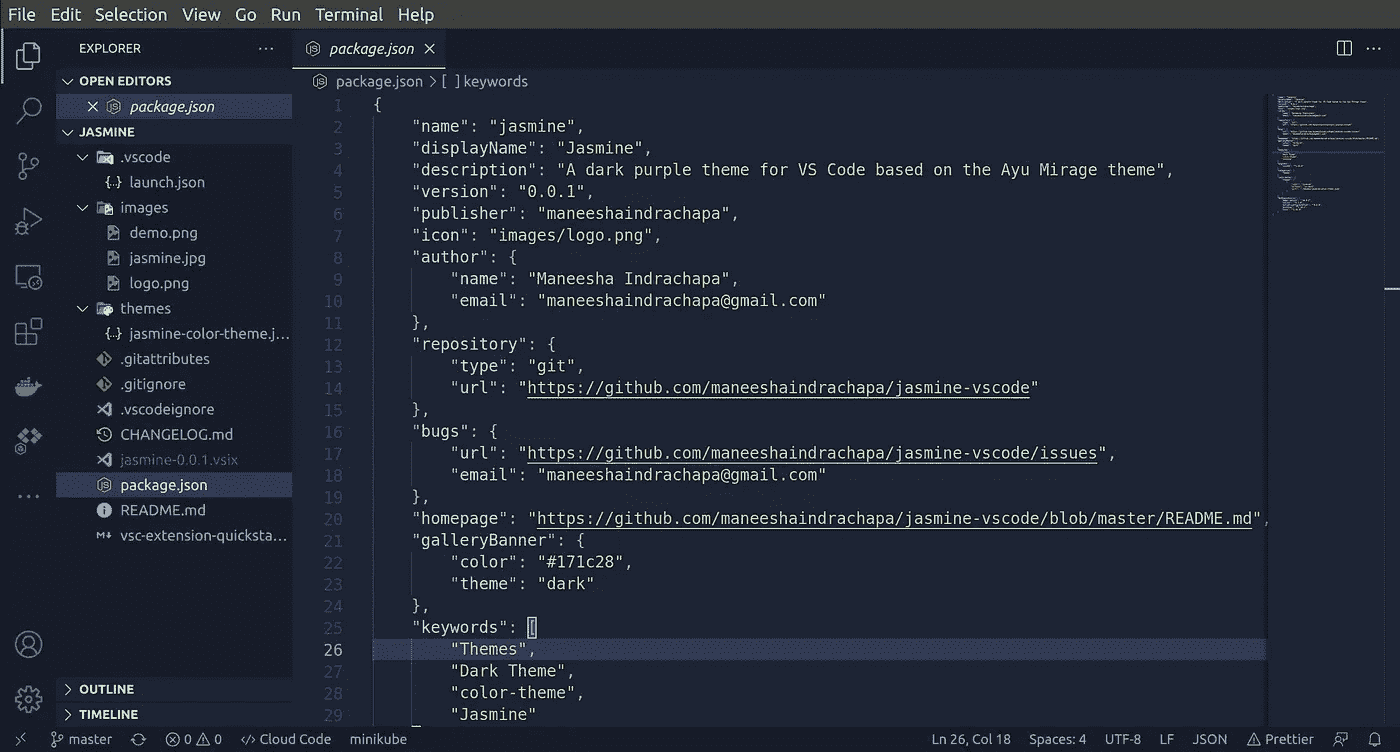 File Edit Selection View Go Run Terminal Help
EXPLORER
OPEN EDITORS
package.json
JASMINE
.vscode
{..} launch.json
images
demo.png
jasmine.jpg
logo.png
themes
{..} jasmine-color-theme.j...
.gitattributes
.gitignore
.vscodeignore
CHANGELOG.md
jasmine-0.0.1.vsix
package.json
README.md
vsc-extension-quicksta...
OUTLINE
TIMELINE
package.json
package.json > [ ] keywords
1 {
2 "name": "jasmine",
3 "displayName": "Jasmine",
4 "description": "A dark purple theme for VS Code based on the Ayu Mirage theme",
5 "version": "0.0.1",
6 "publisher": "maneeshaindrachapa",
7 "icon": "images/logo.png",
8 "author": {
9 "name": "Maneesha Indrachapa",
10 "email": "maneeshaindrachapa@gmail.com"
11 },
12 "repository": {
13 "type": "git",
14 "url": "https://github.com/maneeshaindrachapa/jasmine-vscode"
15 },
16 "bugs": {
17 "url": "https://github.com/maneeshaindrachapa/jasmine-vscode/issues",
18 "email": "maneeshaindrachapa@gmail.com"
19 },
20 "homepage": "https://github.com/maneeshaindrachapa/jasmine-vscode/blob/master/README.md",
21 "galleryBanner": {
22 "color": "#171c28",
23 "theme": "dark"
24 },
25 "keywords": [
26 "Themes",
27 "Dark Theme",
28 "color-theme",
29 "Jasmine"
master 0 0 Cloud Code minikube Ln 26, Col 18 Spaces: 4 UTF-8 LF JSON Prettier